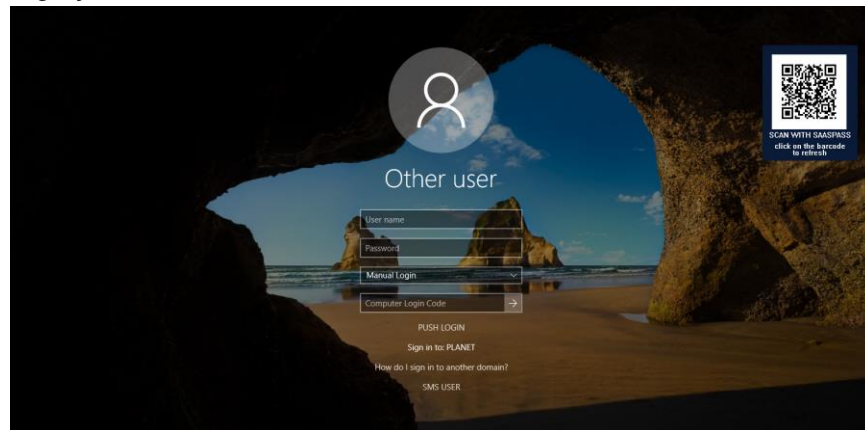 Other user
User name
Password
Manual Login
Computer Login Code
PUSH LOGIN
Sign in to: PLANET
How do I sign in to another domain?
SMS USER
SCAN WITH SAASPASS
click on the barcode
to refresh